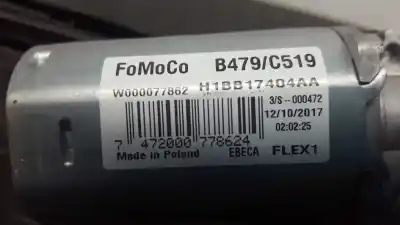 FoMoCo B479/C519
W000077862 H1BB17404AA
3/S--000472
12/10/2017
02:02:25
7 472000 778624
Made in Poland EBECA FLEX1